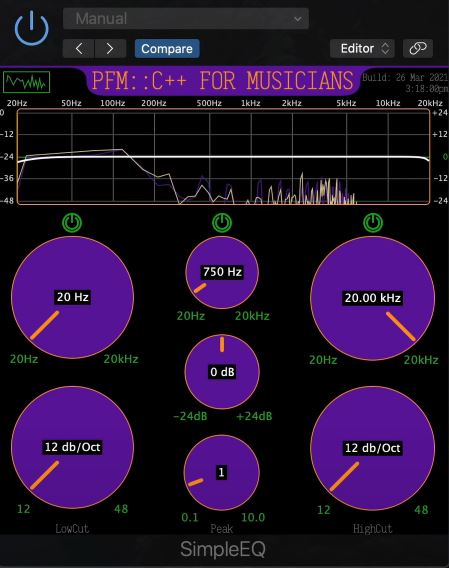 Manual
Compare
Editor
PFM::C++ FOR MUSICIANS
Build: 26 Mar 2021
3:18:00pm
20Hz 50Hz 100Hz 200Hz 500Hz 1kHz 2kHz 5kHz 10kHz 20kHz
0 +24
-12 +12
-24 0
-36 -12
-48 -24
20 Hz
20Hz 20kHz
750 Hz
20Hz 20kHz
20.00 kHz
20Hz 20kHz
0 dB
-24dB +24dB
12 db/Oct
12 48
LowCut
1
0.1 10.0
Peak
12 db/Oct
12 48
HighCut
SimpleEQ